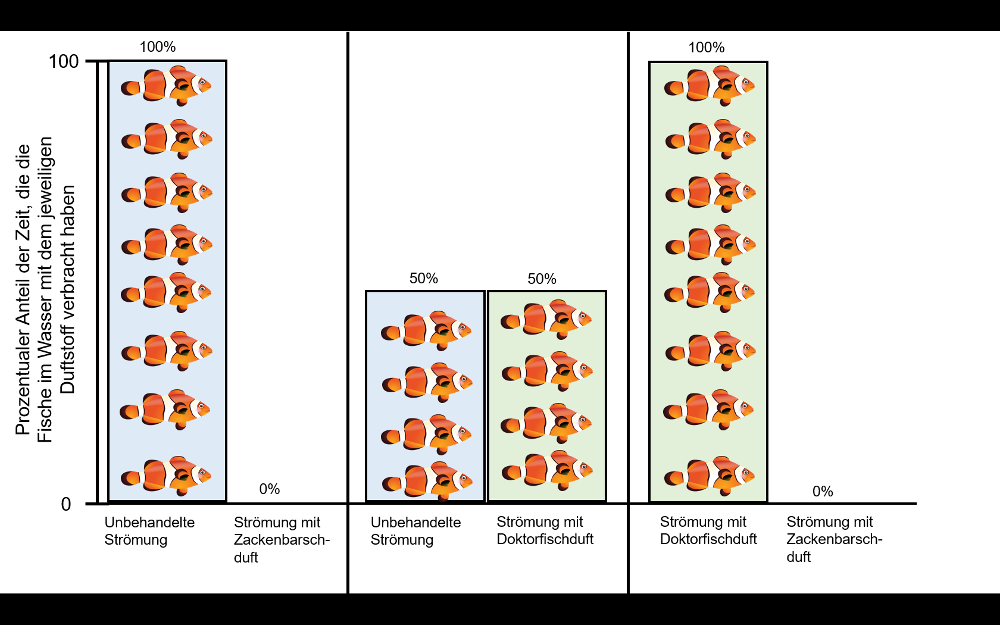 Prozentualer Anteil der Zeit, die die
Fische im Wasser mit dem jeweiligen
Duftstoff verbracht haben
100
0
100%
0%
Unbehandelte
Strömung
Strömung mit
Zackenbarsch-
duft
50%
50%
Unbehandelte
Strömung
Strömung mit
Doktorfischduft
100%
0%
Strömung mit
Doktorfischduft
Strömung mit
Zackenbarsch-
duft